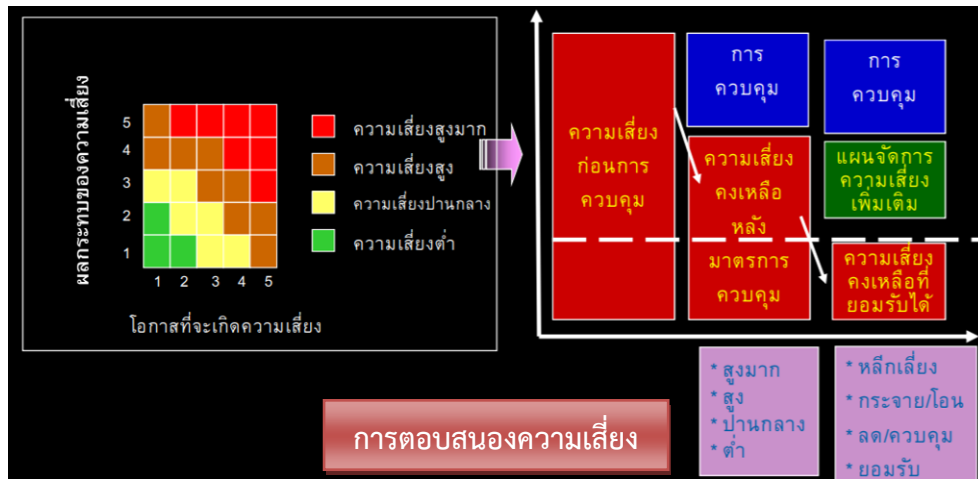 ผลกระทบของความเสี่ยง
5
4
3
2
1
1 2 3 4 5
โอกาสที่จะเกิดความเสี่ยง
ความเสี่ยงสูงมาก
ความเสี่ยงสูง
ความเสี่ยงปานกลาง
ความเสี่ยงต่ำ
ความเสี่ยง
ก่อนการ
ควบคุม
การ
ควบคุม
ความเสี่ยง
คงเหลือ
หลัง
มาตรการ
ควบคุม
การ
ควบคุม
แผนจัดการ
ความเสี่ยง
เพิ่มเติม
ความเสี่ยง
คงเหลือที่
ยอมรับได้
* สูงมาก
* สูง
* ปานกลาง
* ต่ำ
* หลีกเลี่ยง
* กระจาย/โอน
* ลด/ควบคุม
* ยอมรับ
การตอบสนองความเสี่ยง